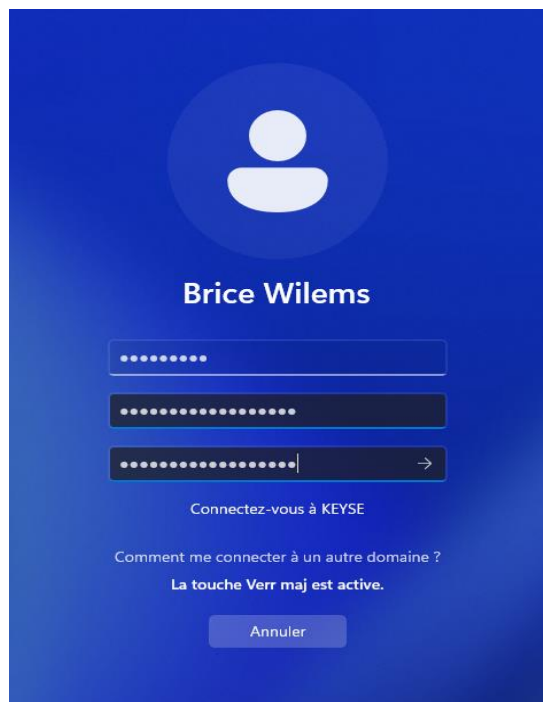 Brice Wilems
•••••••••
••••••••••••••••••
••••••••••••••••••
Connectez-vous à KEYSE
Comment me connecter à un autre domaine ?
La touche Verr maj est active.
Annuler